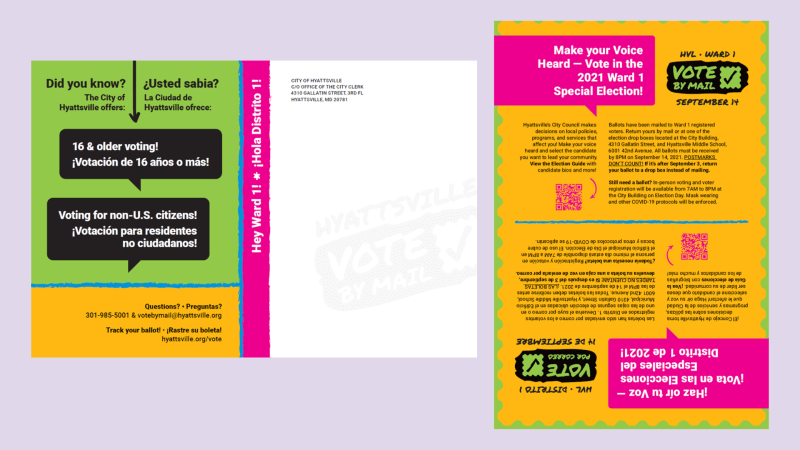 Did you know?
The City of
Hyattsville offers:
¿Usted sabia?
La Ciudad de
Hyattsville ofrece:
16 & older voting!
¡Votación de 16 años o más!
Voting for non-U.S. citizens!
¡Votación para residentes
no ciudadanos!
Questions? • Preguntas?
301-985-5001 & votebymail@hyattsville.org
Track your ballot! • ¡Rastre su boleta!
hyattsville.org/vote
Hey Ward 1! ★ ¡Hola Distrito 1!
CITY OF HYATTSVILLE
C/O OFFICE OF THE CITY CLERK
4310 GALLATIN STREET, 3RD FL
HYATTSVILLE, MD 20781
HYATTSVILLE
VOTE
BY MAIL
Make your Voice
Heard — Vote in the
2021 Ward 1
Special Election!
HVL • WARD 1
VOTE
BY MAIL
SEPTEMBER 14
Hyattsville's City Council makes
decisions on local policies,
programs, and services that
affect you! Make your voice
heard and select the candidate
you want to lead your community.
View the Election Guide with
candidate bios and more!
Ballots have been mailed to Ward 1 registered
voters. Return yours by mail or at one of the
election drop boxes located at the City Building,
4310 Gallatin Street, and Hyattsville Middle School,
6001 42nd Avenue. All ballots must be received
by 8PM on September 14, 2021. POSTMARKS
DON'T COUNT! If it's after September 3, return
your ballot to a drop box instead of mailing.
Still need a ballot? In-person voting and voter
registration will be available from 7AM to 8PM at
the City Building on Election Day. Mask wearing
and other COVID-19 protocols will be enforced.
¡Haz oír tu Voz —
¡Vota en las Elecciones
Especiales del
Distrito 1 de 2021!
HVL • DISTRITO 1
VOTE
POR CORREO
14 DE SEPTIEMBRE
¡El Concejo de Hyattsville toma
decisiones sobre las políticas,
programas y servicios de la Ciudad
que le afectan! Haga oír su voz y
seleccione el candidato que desea
ser líder de su comunidad. ¡Vea la
Guía de elecciones con biografías
de los candidatos y mucho más!
Las boletas han sido enviadas por correo a los votantes
registrados en Distrito 1. Devuelva el suyo por correo o en
uno de las cajas seguras de elección ubicadas en el Edificio
Municipal, 4310 Gallatin Street, y Hyattsville Middle School,
6001 42nd Avenue. Todas las boletas deben recibirse antes
de las 8 PM del 14 de septiembre de 2021.
NO CUENTAN! Si es después del 3 de septiembre,
devuelva su boleta a una caja en vez de enviarla por correo.
¿Todavía necesita una boleta? Registración y votación en
persona el mismo día estará disponible de 7AM a 8PM en
el Edificio Municipal el Día de Elección. El uso de cubre
bocas y otros protocolos de COVID-19 se aplicarán.